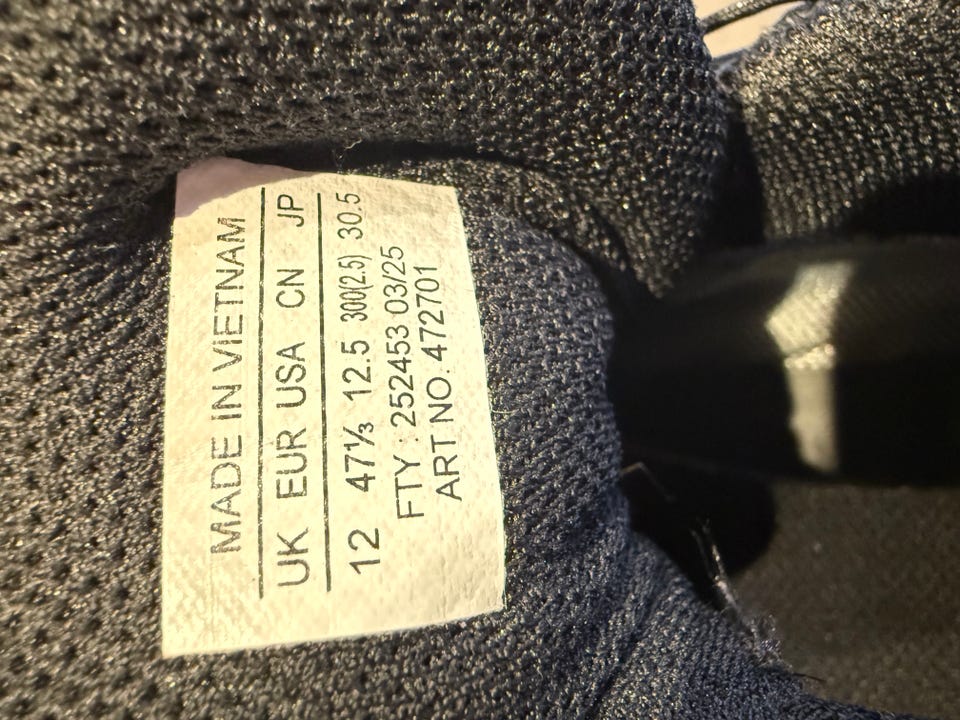 MADE IN VIETNAM
UK EUR USA CN JP
12 47⅓ 12.5 300(2.5) 30.5
FTY: 252453 03/25
ART NO. 472701